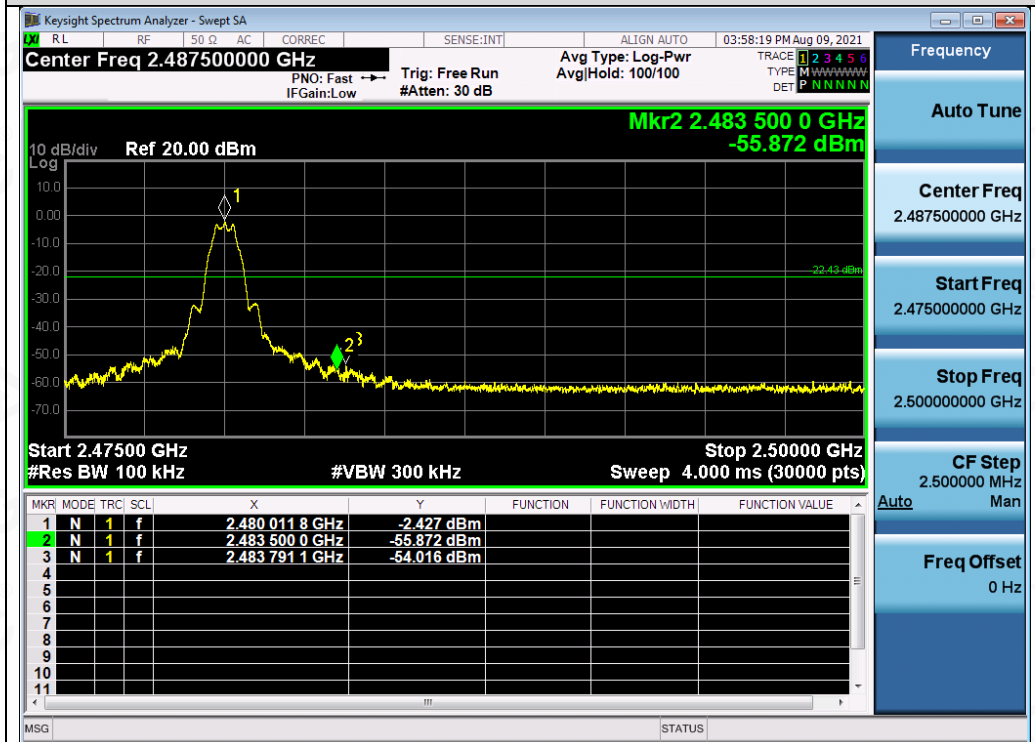 Keysight Spectrum Analyzer - Swept SA
LXI RL RF 50 Ω AC CORREC SENSE:INT ALIGN AUTO 03:58:19 PM Aug 09, 2021
Center Freq 2.487500000 GHz
PNO: Fast
IFGain:Low
Trig: Free Run
#Atten: 30 dB
Avg Type: Log-Pwr
Avg|Hold: 100/100
TRACE 1 2 3 4 5 6
TYPE M W W W W W
DET P N N N N N
Mkr2 2.483 500 0 GHz
-55.872 dBm
10 dB/div Ref 20.00 dBm
Log
10.0
0.00
-10.0
-20.0
-30.0
-40.0
-50.0
-60.0
-70.0
1
-22.43 dBm
2 3
Start 2.47500 GHz Stop 2.50000 GHz
#Res BW 100 kHz #VBW 300 kHz Sweep 4.000 ms (30000 pts)
MKR MODE TRC SCL X Y FUNCTION FUNCTION WIDTH FUNCTION VALUE
1 N 1 f 2.480 011 8 GHz -2.427 dBm
2 N 1 f 2.483 500 0 GHz -55.872 dBm
3 N 1 f 2.483 791 1 GHz -54.016 dBm
4
5
6
7
8
9
10
11
MSG STATUS
Frequency
Auto Tune
Center Freq
2.487500000 GHz
Start Freq
2.475000000 GHz
Stop Freq
2.500000000 GHz
CF Step
2.500000 MHz
Auto Man
Freq Offset
0 Hz